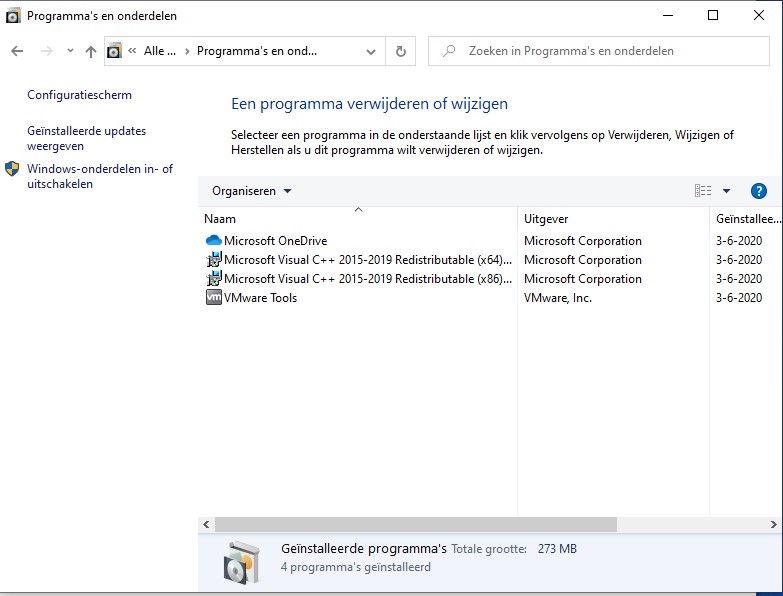 Programma's en onderdelen
« Alle ... > Programma's en ond...
Zoeken in Programma's en onderdelen
Configuratiescherm
Geïnstalleerde updates
weergeven
Windows-onderdelen in- of
uitschakelen
Een programma verwijderen of wijzigen
Selecteer een programma in de onderstaande lijst en klik vervolgens op Verwijderen, Wijzigen of
Herstellen als u dit programma wilt verwijderen of wijzigen.
Organiseren
Naam Uitgever Geïnstallee...
Microsoft OneDrive Microsoft Corporation 3-6-2020
Microsoft Visual C++ 2015-2019 Redistributable (x64)... Microsoft Corporation 3-6-2020
Microsoft Visual C++ 2015-2019 Redistributable (x86)... Microsoft Corporation 3-6-2020
vm VMware Tools VMware, Inc. 3-6-2020
Geïnstalleerde programma's Totale grootte: 273 MB
4 programma's geïnstalleerd